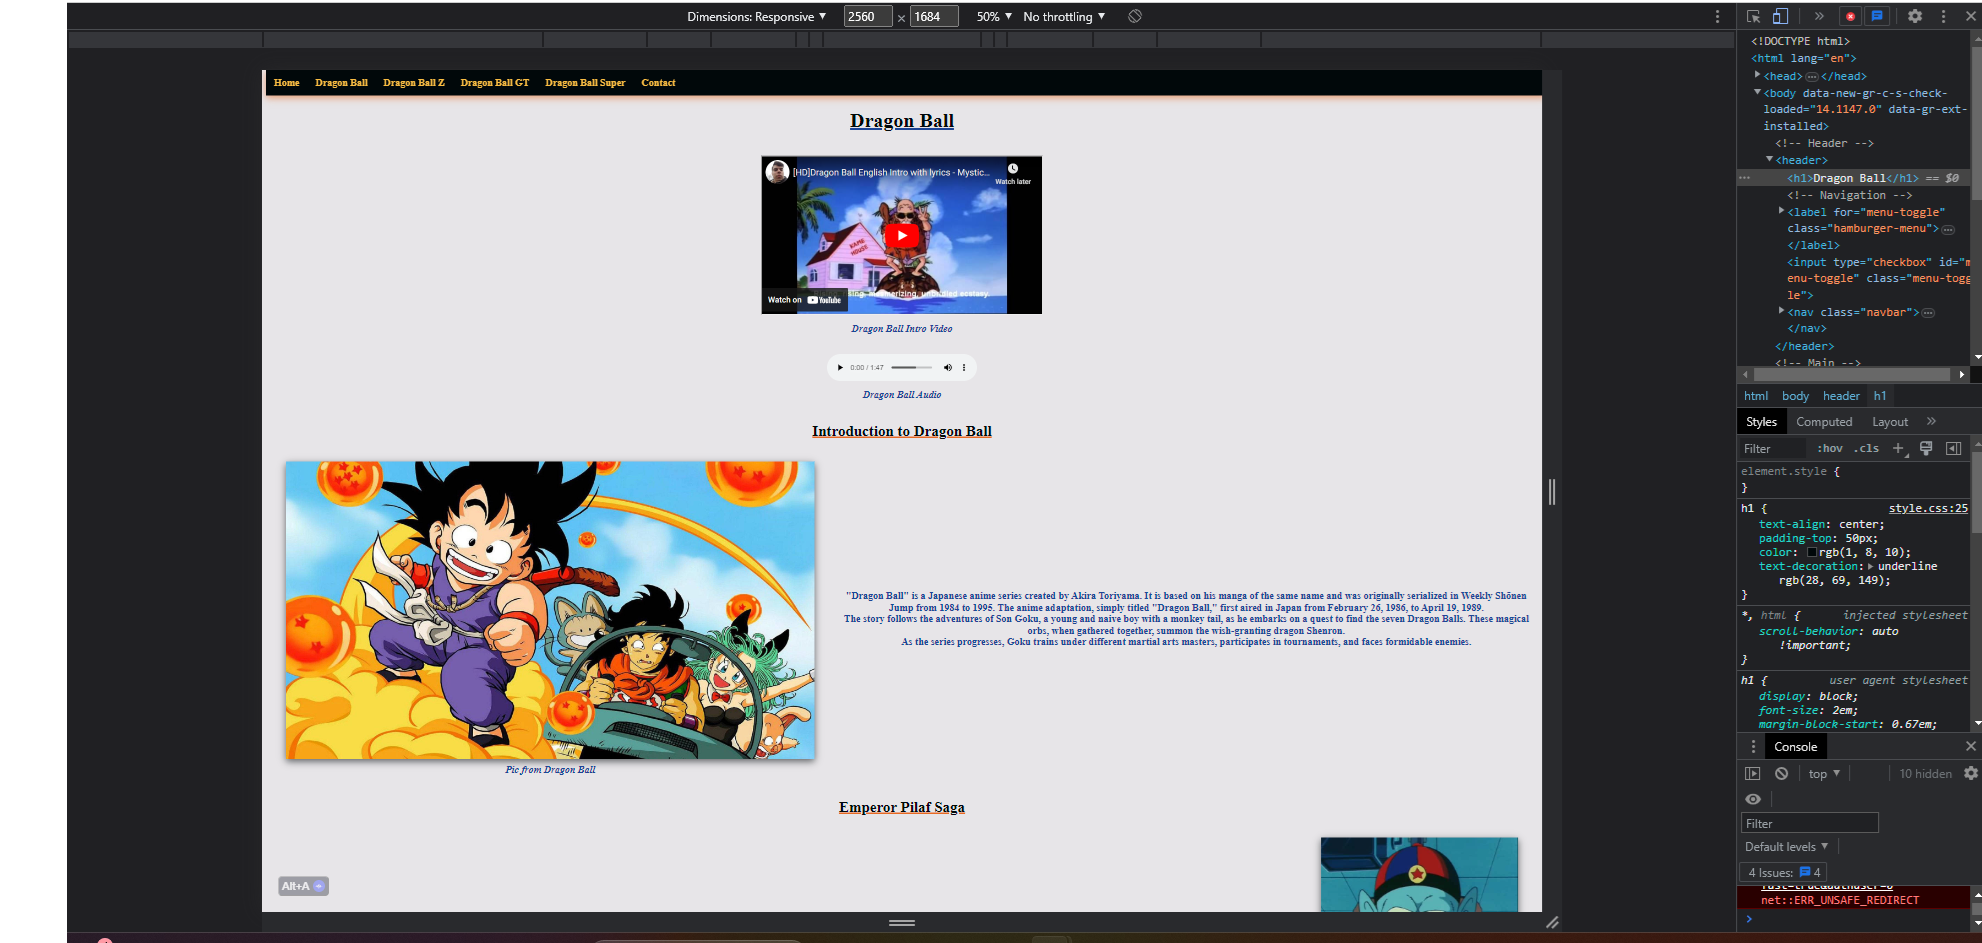 Dimensions: Responsive ▼ 2560 × 1684 50% ▼ No throttling ▼
Home Dragon Ball Dragon Ball Z Dragon Ball GT Dragon Ball Super Contact
Dragon Ball
[HD]Dragon Ball English Intro with lyrics - Mystic...
Watch later
KAME
HOUSE
Watch on YouTube
Dragon Ball Intro Video
0:00 / 1:47
Dragon Ball Audio
Introduction to Dragon Ball
"Dragon Ball" is a Japanese anime series created by Akira Toriyama. It is based on his manga of the same name and was originally serialized in Weekly Shōnen
Jump from 1984 to 1995. The anime adaptation, simply titled "Dragon Ball," first aired in Japan from February 26, 1986, to April 19, 1989.
The story follows the adventures of Son Goku, a young and naive boy with a monkey tail, as he embarks on a quest to find the seven Dragon Balls. These magical
orbs, when gathered together, summon the wish-granting dragon Shenron.
As the series progresses, Goku trains under different martial arts masters, participates in tournaments, and faces formidable enemies.
Pic from Dragon Ball
Emperor Pilaf Saga
Alt+A
<!DOCTYPE html>
<html lang="en">
<head>…</head>
<body data-new-gr-c-s-check-
loaded="14.1147.0" data-gr-ext-
installed>
<!-- Header -->
<header>
<h1>Dragon Ball</h1> == $0
<!-- Navigation -->
<label for="menu-toggle"
class="hamburger-menu">…
</label>
<input type="checkbox" id="m
enu-toggle" class="menu-togg
le">
<nav class="navbar">…
</nav>
</header>
<!-- Main -->
html body header h1
Styles Computed Layout »
Filter :hov .cls +
element.style {
}
h1 { style.css:25
text-align: center;
padding-top: 50px;
color: rgb(1, 8, 10);
text-decoration: ▶ underline
rgb(28, 69, 149);
}
*, html { injected stylesheet
scroll-behavior: auto
!important;
}
h1 { user agent stylesheet
display: block;
font-size: 2em;
margin-block-start: 0.67em;
Console
top ▼ 10 hidden
Filter
Default levels ▼
4 Issues: 4
net::ERR_UNSAFE_REDIRECT